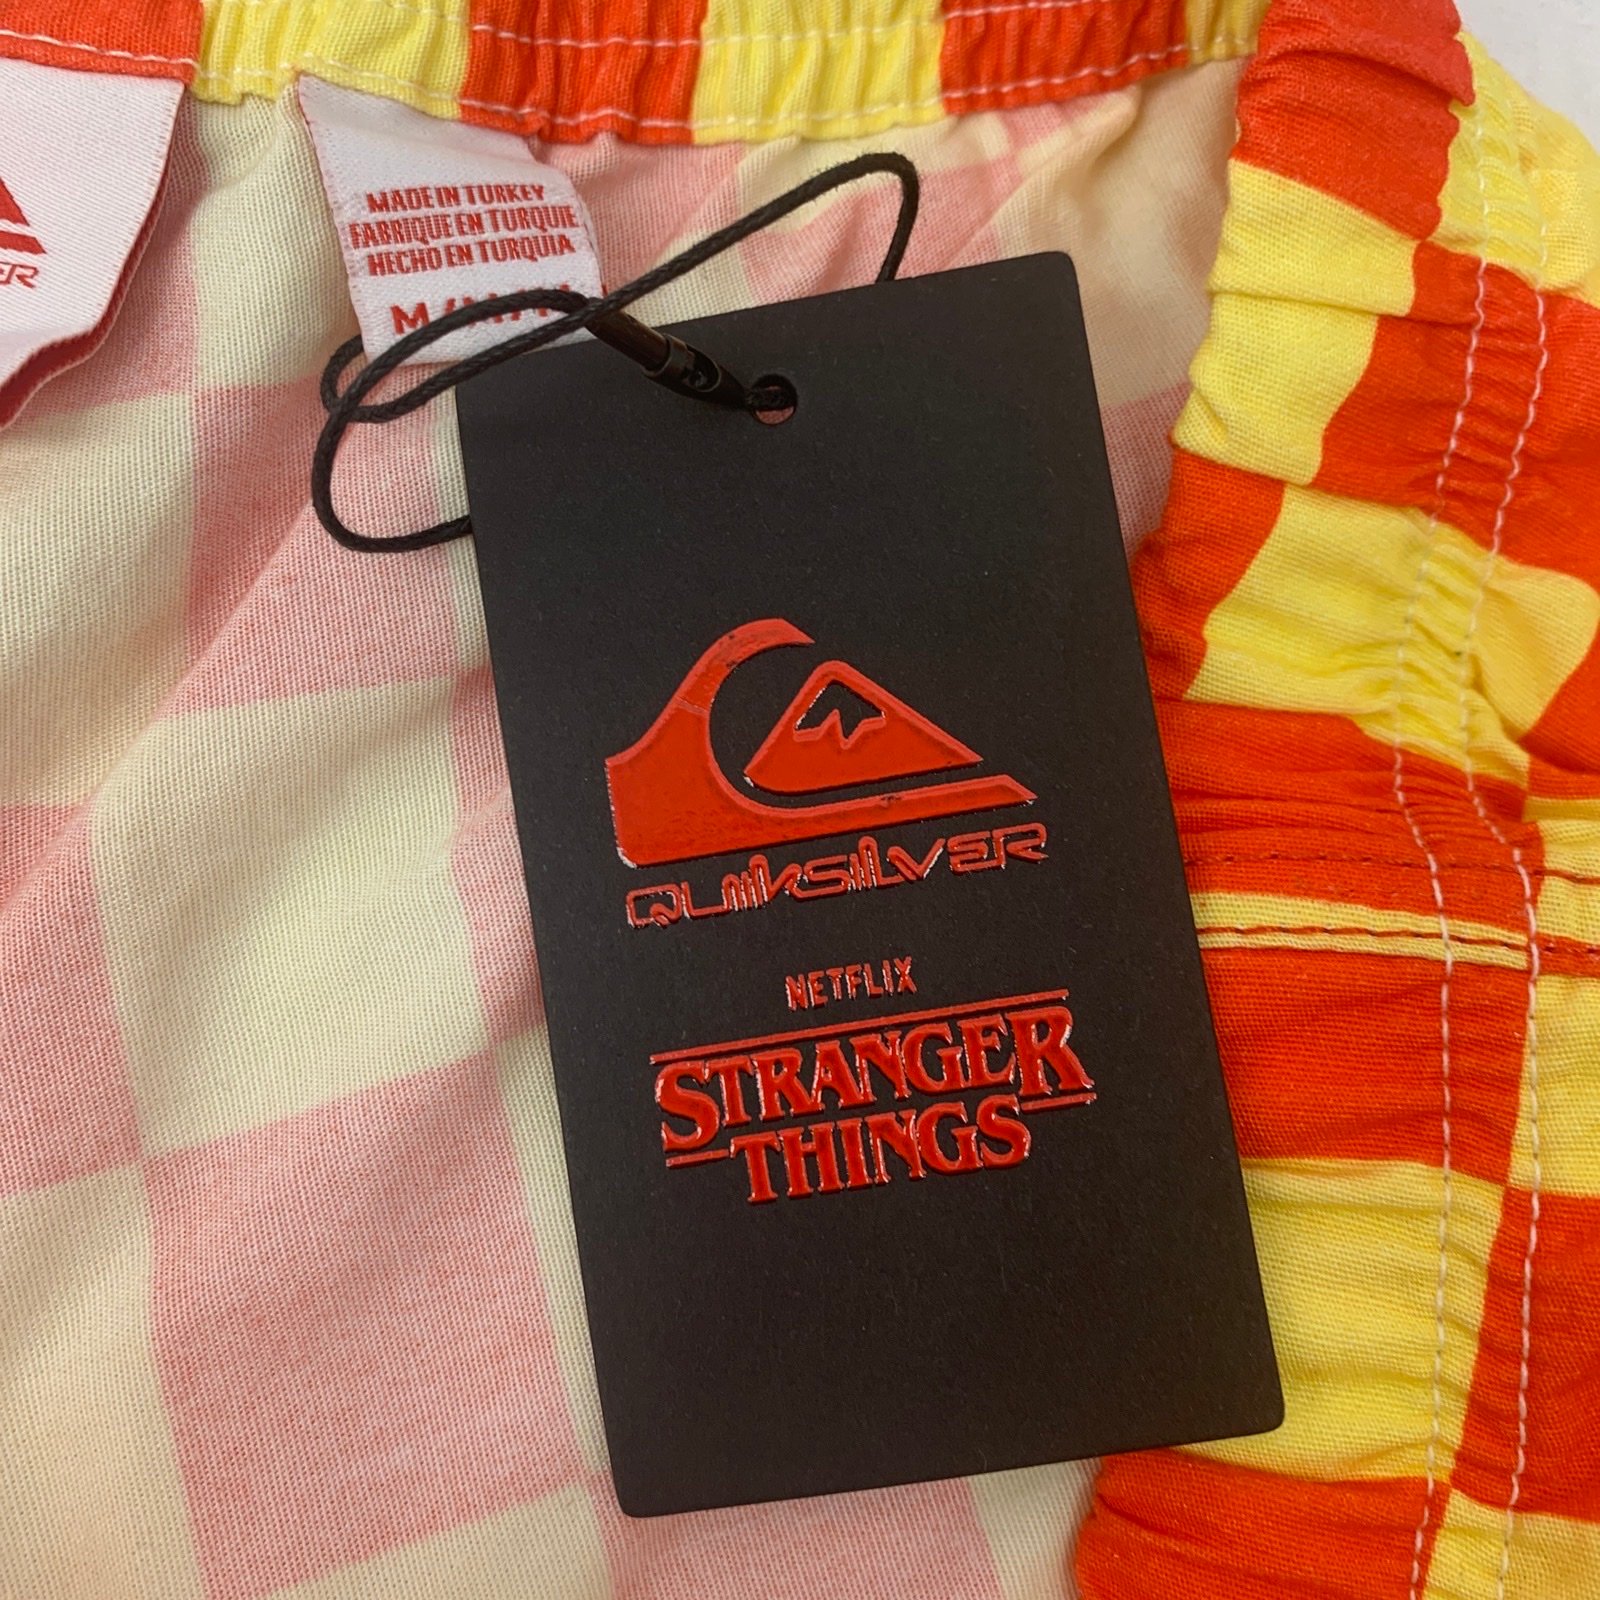 MADE IN TURKEY
FABRIQUE EN TURQUIE
HECHO EN TURQUIA
M/M/M
QUIKSILVER
NETFLIX
STRANGER
THINGS